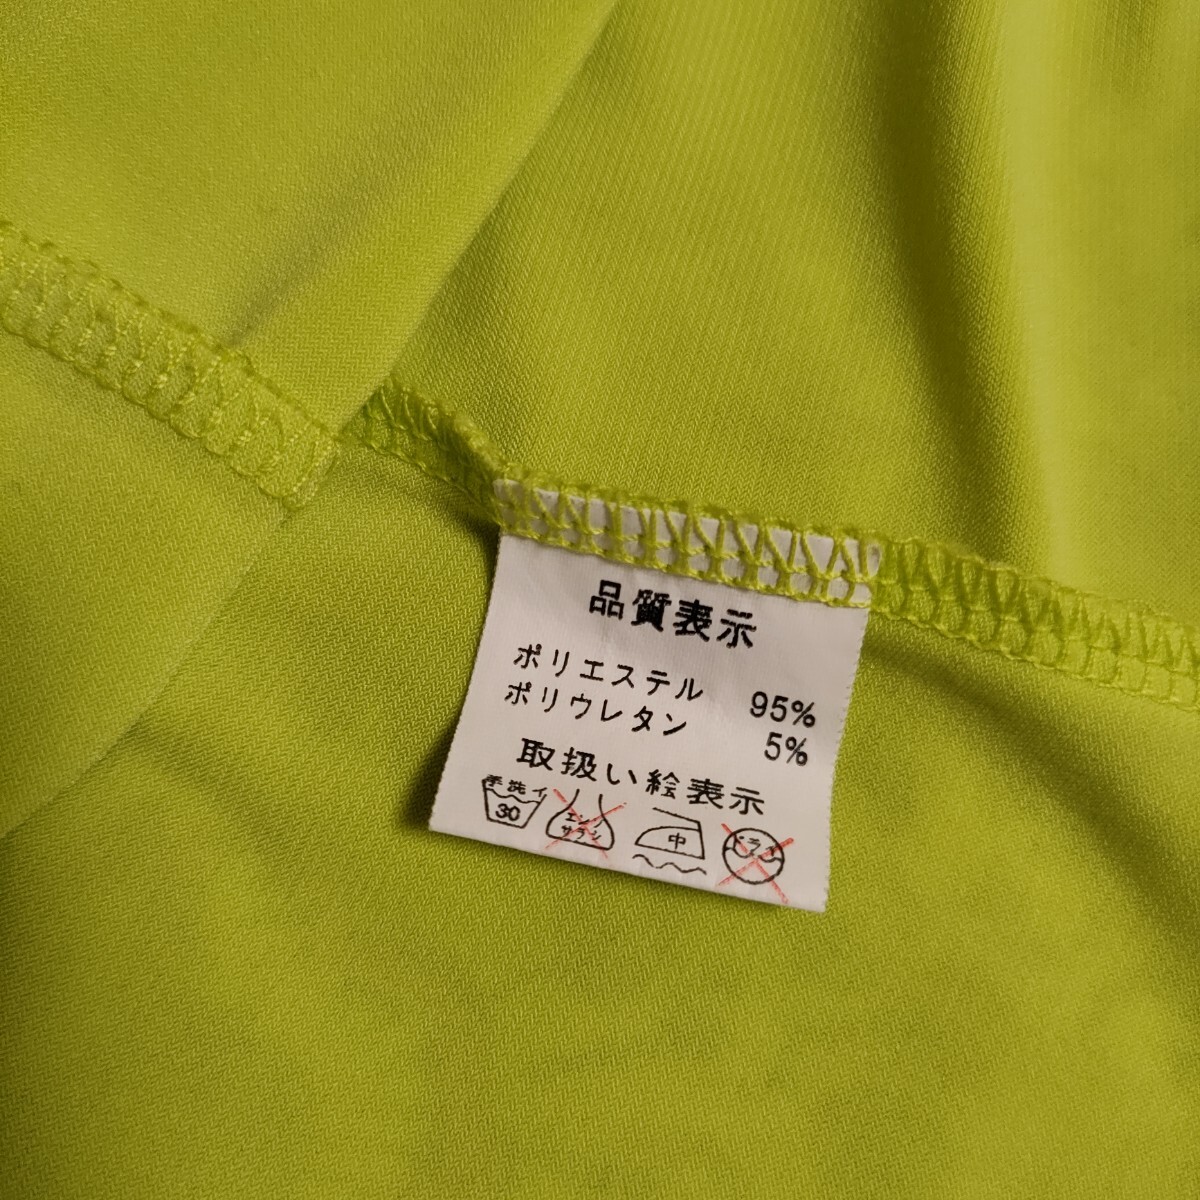 品質表示
ポリエステル 95%
ポリウレタン 5%
取扱い絵表示
手洗イ 30
エンソ サラシ
中
ドライ